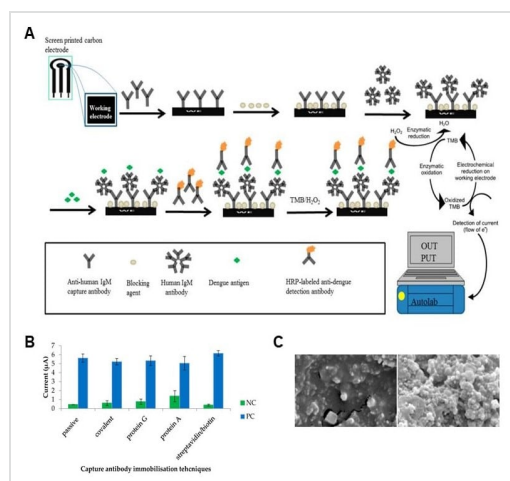 A
Screen printed carbon
electrode
Working
electrode
H₂O₂
Enzymatic
reduction
H₂O
TMB
Enzymatic
oxidation
Electrochemical
reduction on
working electrode
Oxidized
TMB
Detection of current
(flow of e⁻)
TMB/H₂O₂
Anti-human IgM
capture antibody
Blocking
agent
Human IgM
antibody
Dengue antigen
HRP-labeled anti-dengue
detection antibody
OUT
PUT
Autolab
B
Current (µA)
7
6
5
4
3
2
1
0
passive
covalent
protein G
protein A
streptavidin/biotin
NC
PC
Capture antibody immobilisation tehcniques
C